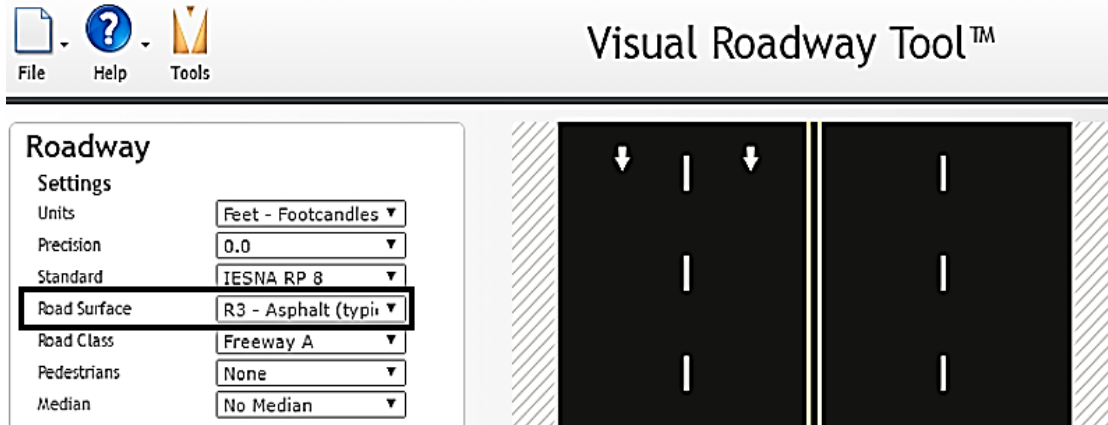 File Help Tools
Visual Roadway Tool™
Roadway
Settings
Units Feet - Footcandles
Precision 0.0
Standard IESNA RP 8
Road Surface R3 - Asphalt (typi
Road Class Freeway A
Pedestrians None
Median No Median